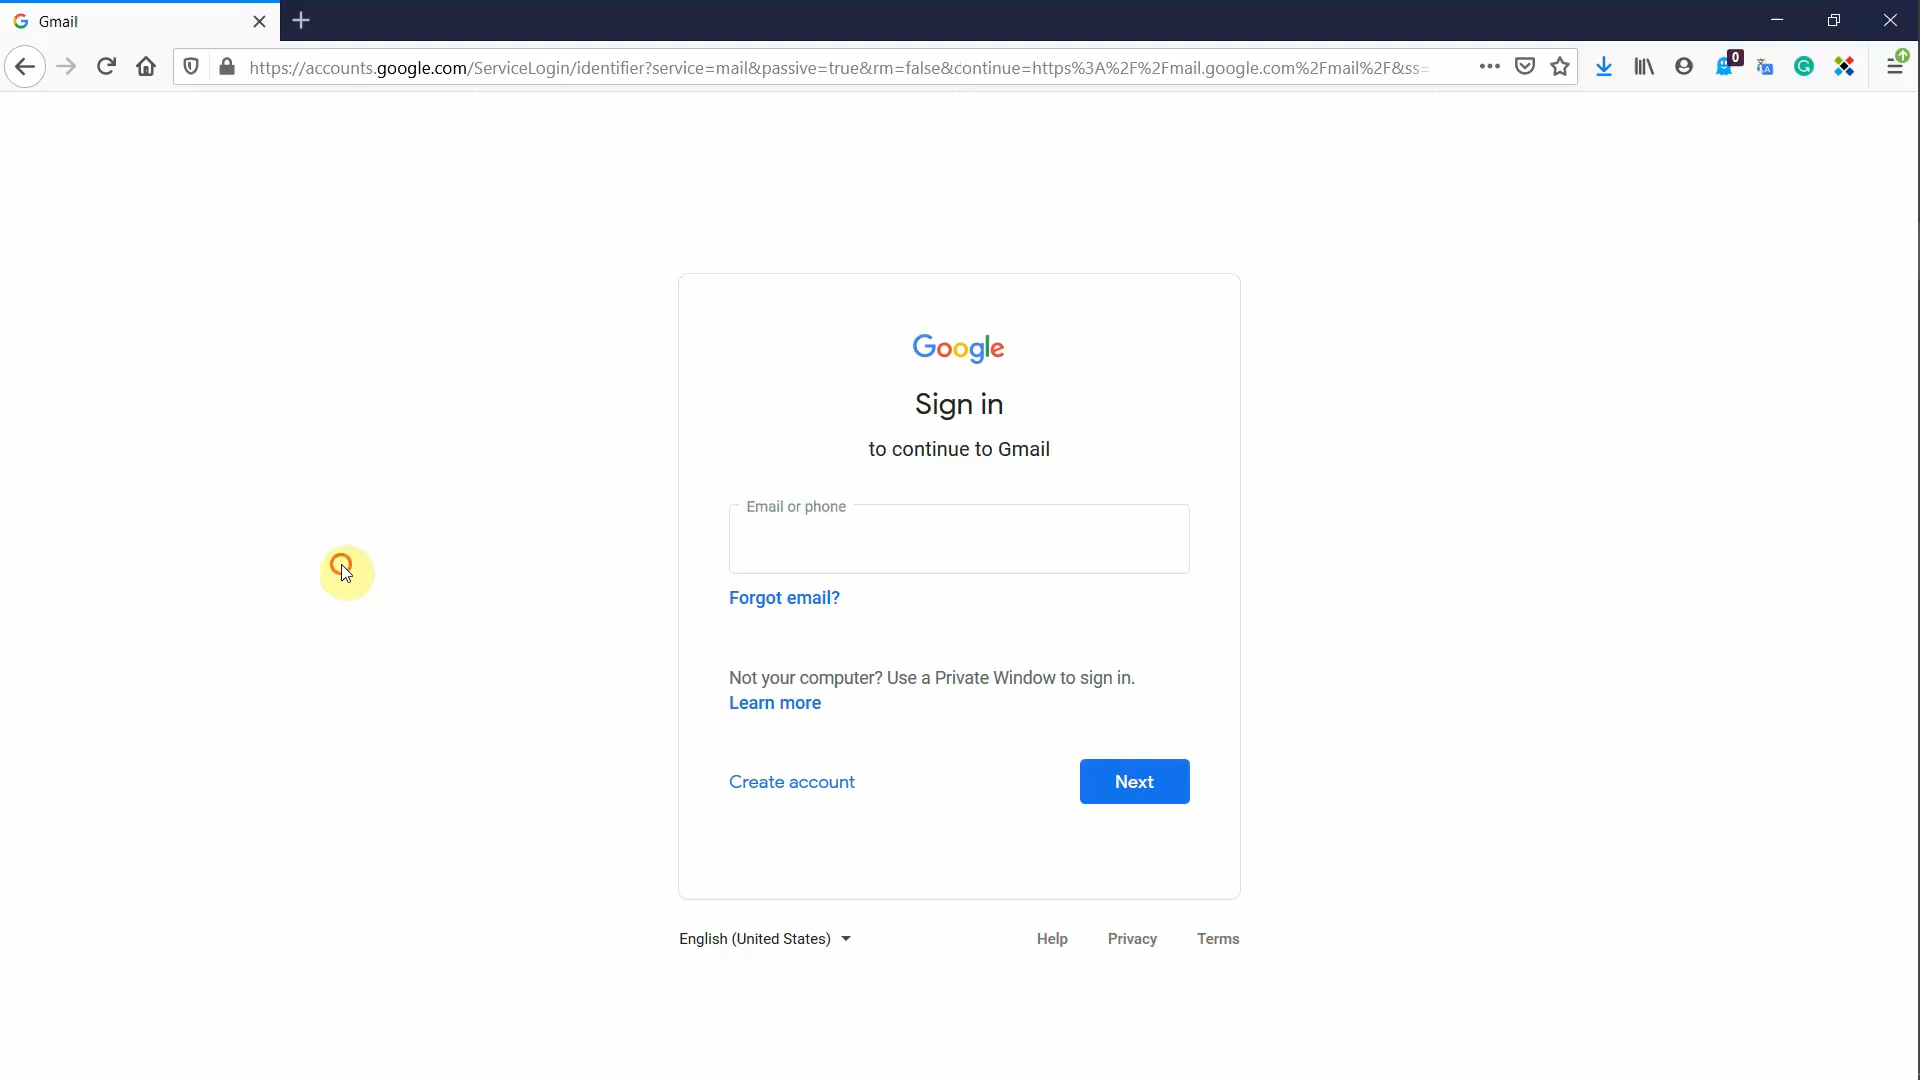 Gmail
https://accounts.google.com/ServiceLogin/identifier?service=mail&passive=true&rm=false&continue=https%3A%2F%2Fmail.google.com%2Fmail%2F&ss=
0
Google
Sign in
to continue to Gmail
Email or phone
Forgot email?
Not your computer? Use a Private Window to sign in.
Learn more
Create account
Next
English (United States)
Help
Privacy
Terms